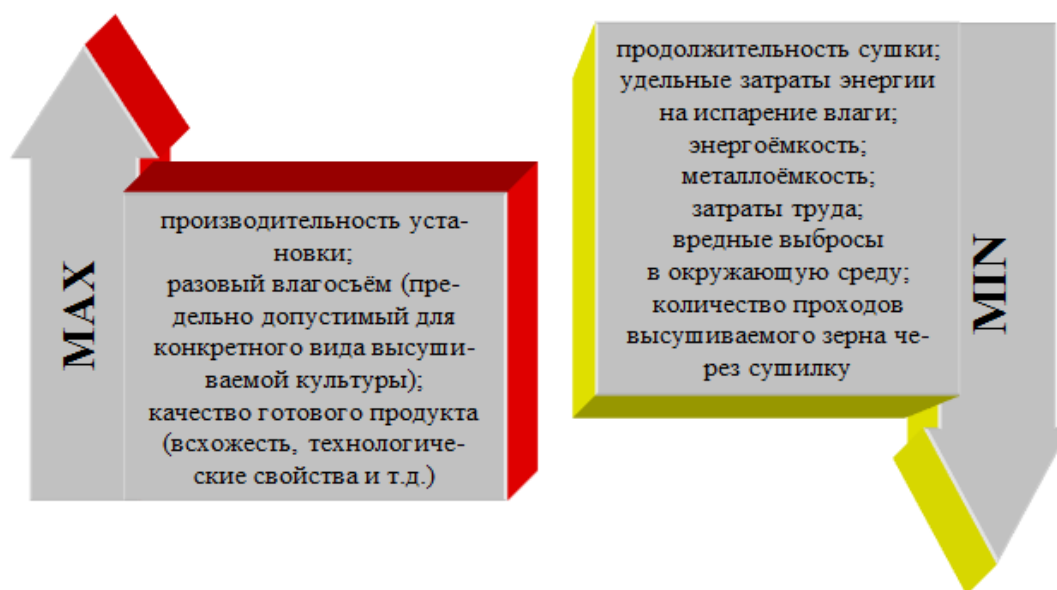 MAX
производительность уста-
новки;
разовый влагосъём (пре-
дельно допустимый для
конкретного вида высуши-
ваемой культуры);
качество готового продукта
(всхожесть, технологиче-
ские свойства и т.д.)
продолжительность сушки;
удельные затраты энергии
на испарение влаги;
энергоёмкость;
металлоёмкость;
затраты труда;
вредные выбросы
в окружающую среду;
количество проходов
высушиваемого зерна че-
рез сушилку
MIN